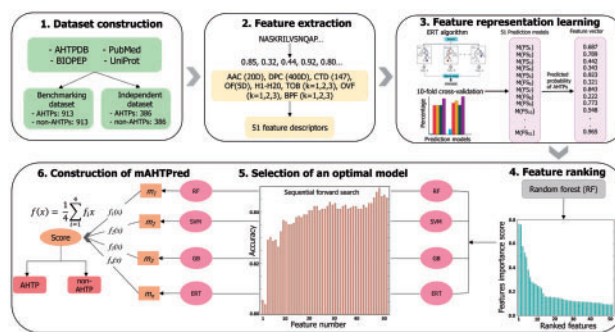 1. Dataset construction
- AHTPDB - PubMed
- BIOPEP - UniProt
Benchmarking
dataset
- AHTPs: 913
- non-AHTPs: 913
Independent
dataset
- AHTPs: 386
- non-AHTPs: 386
2. Feature extraction
NASKRILVSNQAP...
0.85, 0.32, 0.44, 0.92, 0.80...
AAC (20D), DPC (400D), CTD (147),
OF(5D), H1-H20, TOB (k=1,2,3), OVF
(k=1,2,3), BPF (k=1,2,3)
51 feature descriptors
3. Feature representation learning
ERT algorithm
10-fold cross-validation
Percentage
Prediction models
51 Prediction models
Predicted
probability
of AHTPs
Feature
vector
0.687
0.709
0.442
0.343
0.823
0.321
0.843
0.222
0.773
0.548
0.965
4. Feature ranking
Random forest (RF)
Features importance score
Ranked features
5. Selection of an optimal model
RF
SVM
GB
ERT
Sequential forward search
Accuracy
Feature number
RF
SVM
GB
ERT
6. Construction of mAHTPred
Score
AHTP
non-
AHTP